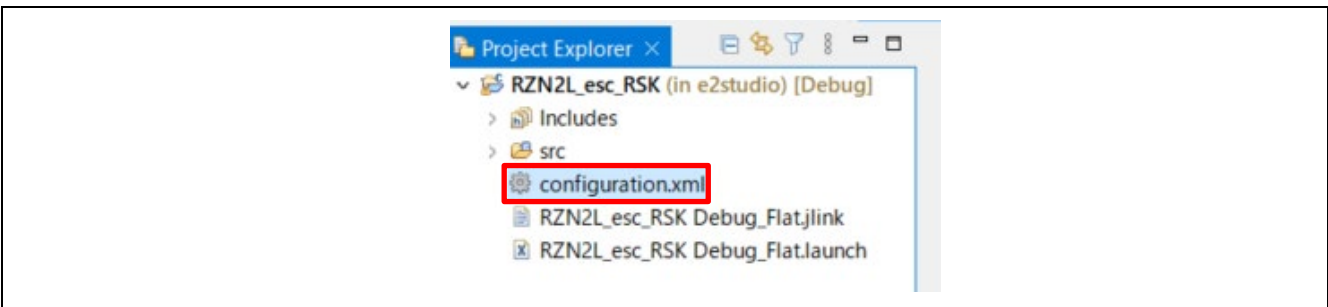 Project Explorer
RZN2L_esc_RSK (in e2studio) [Debug]
Includes
src
configuration.xml
RZN2L_esc_RSK Debug_Flat.jlink
RZN2L_esc_RSK Debug_Flat.launch